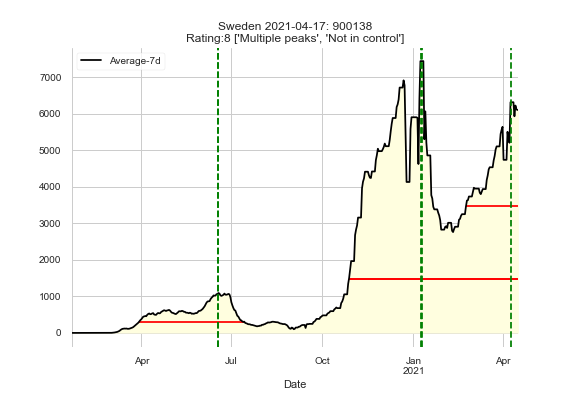 Sweden 2021-04-17: 900138
Rating:8 ['Multiple peaks', 'Not in control']
Average-7d
7000
6000
5000
4000
3000
2000
1000
0
Apr Jul Oct Jan Apr
2021
Date